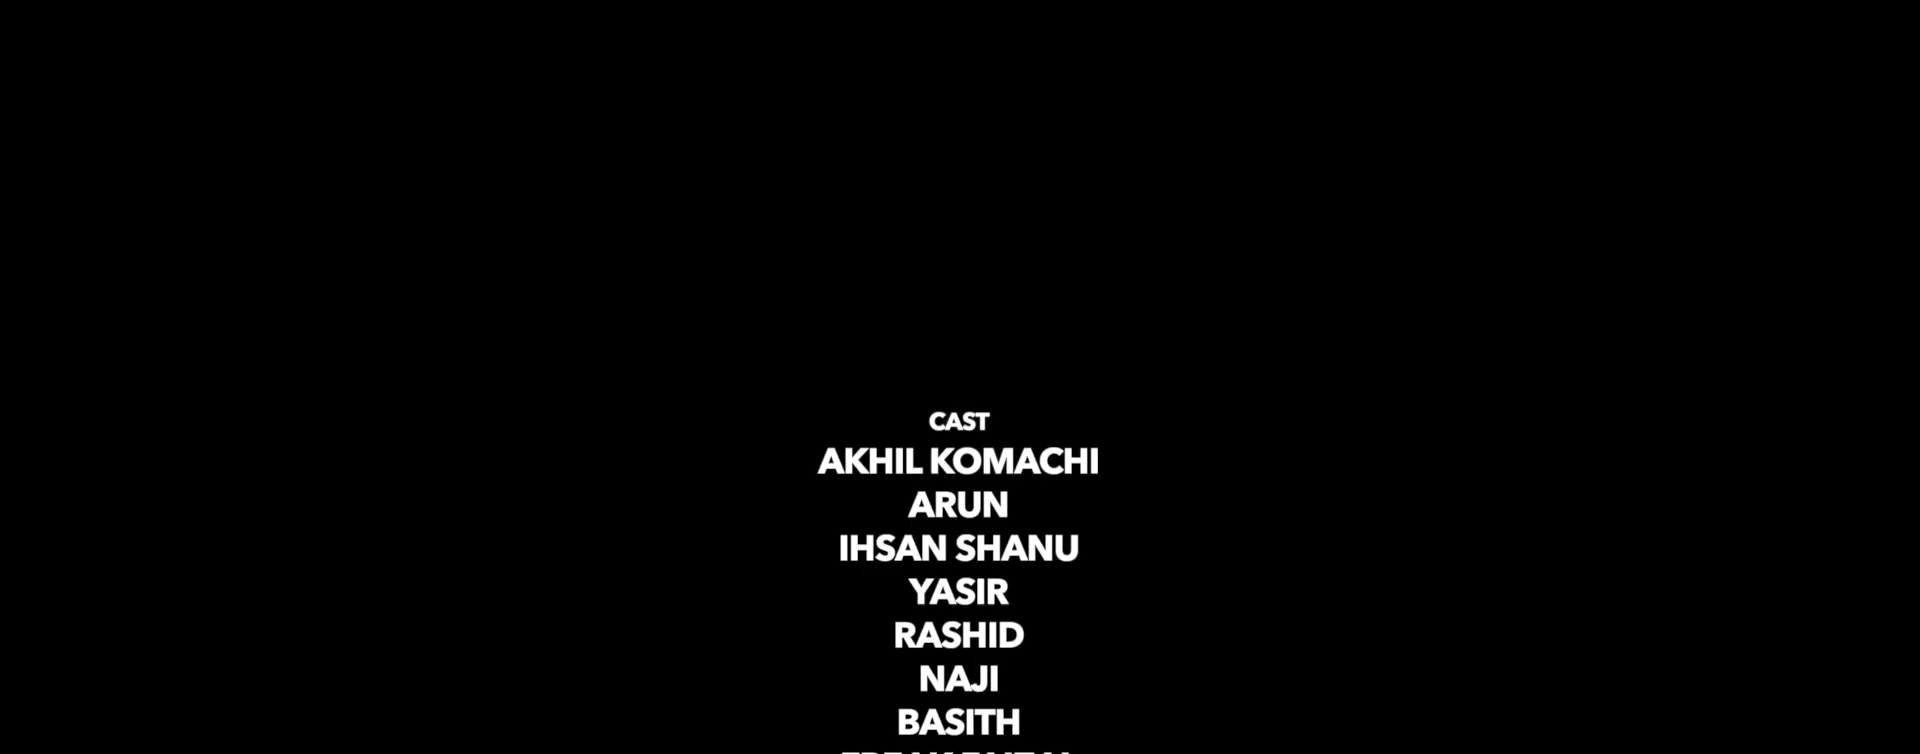 CAST
AKHIL KOMACHI
ARUN
IHSAN SHANU
YASIR
RASHID
NAJI
BASITH